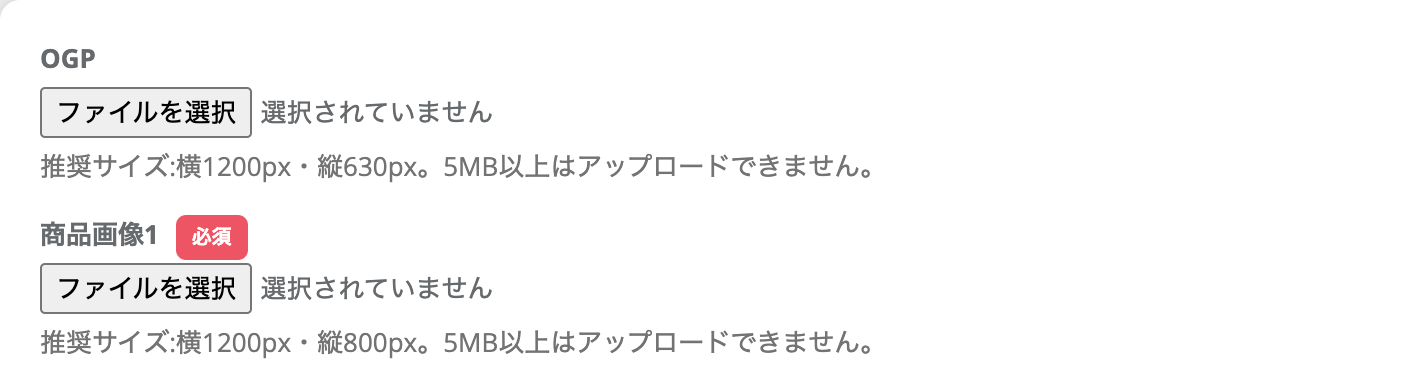 OGP
ファイルを選択 選択されていません
推奨サイズ:横1200px・縦630px。5MB以上はアップロードできません。
商品画像1 必須
ファイルを選択 選択されていません
推奨サイズ:横1200px・縦800px。5MB以上はアップロードできません。